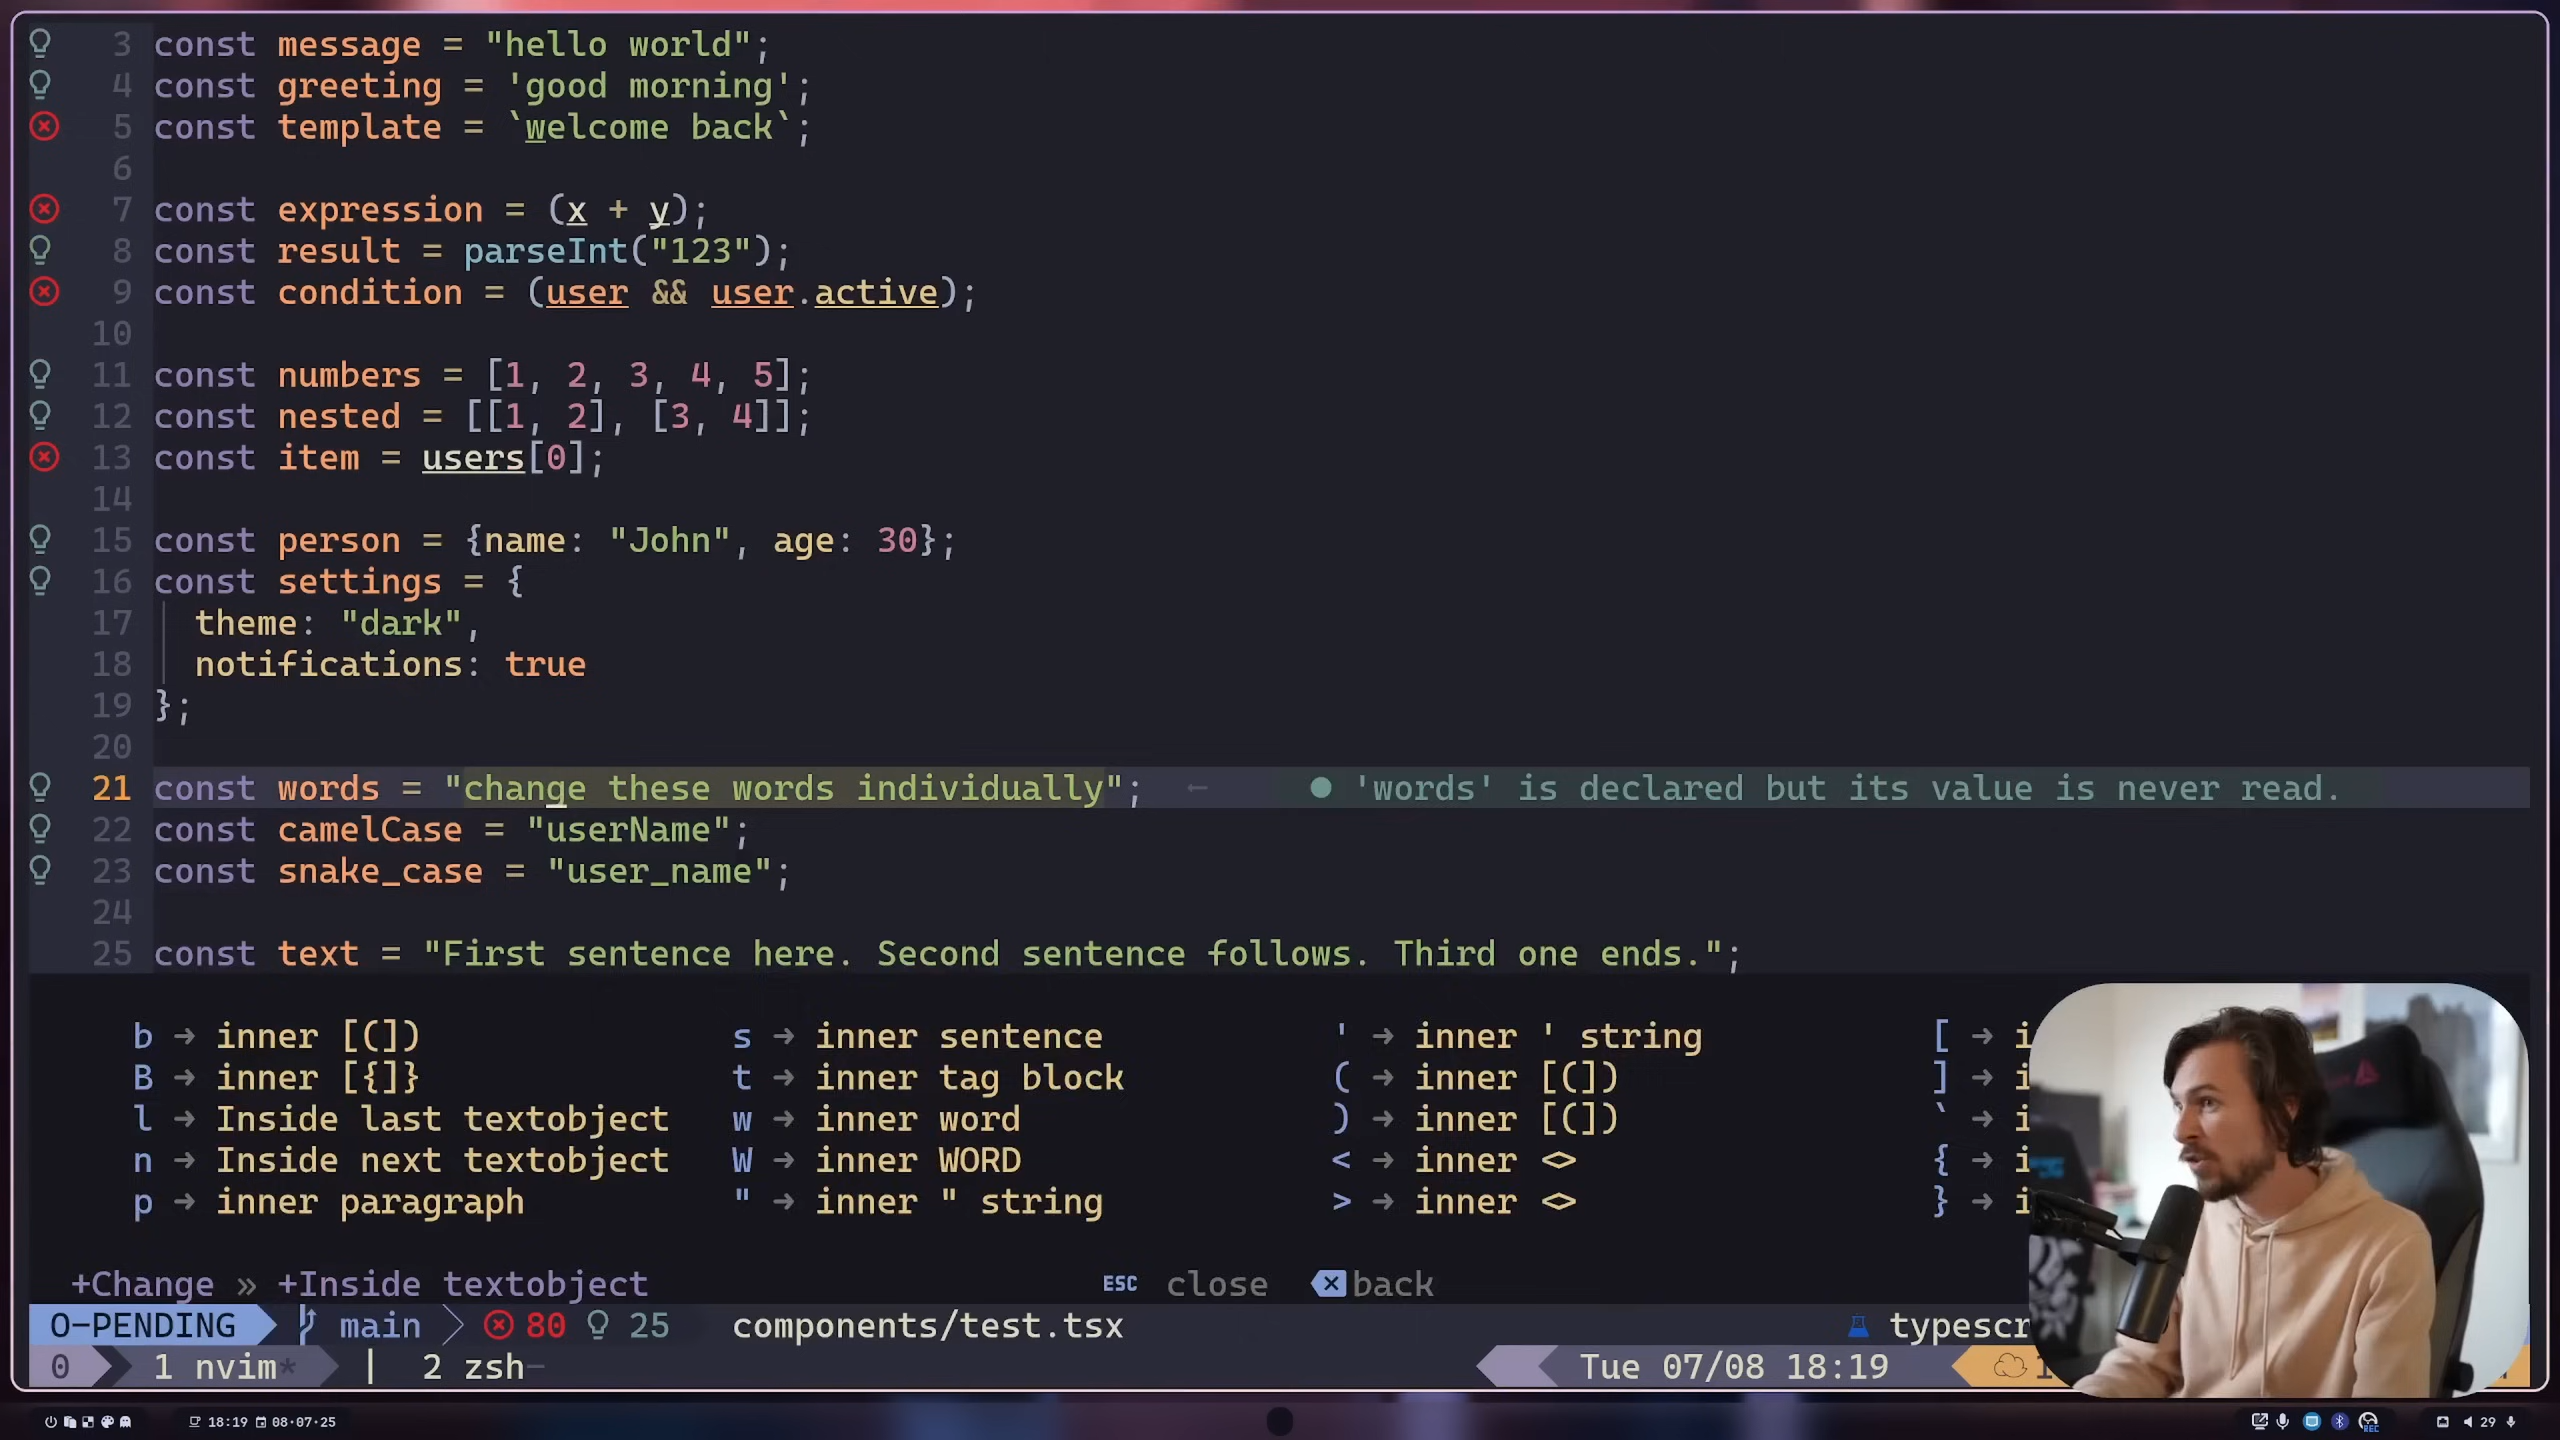 3 const message = "hello world";
4 const greeting = 'good morning';
5 const template = `welcome back`;
6
7 const expression = (x + y);
8 const result = parseInt("123");
9 const condition = (user && user.active);
10
11 const numbers = [1, 2, 3, 4, 5];
12 const nested = [[1, 2], [3, 4]];
13 const item = users[0];
14
15 const person = {name: "John", age: 30};
16 const settings = {
17 theme: "dark",
18 notifications: true
19 };
20
21 const words = "change these words individually"; ← ● 'words' is declared but its value is never read.
22 const camelCase = "userName";
23 const snake_case = "user_name";
24
25 const text = "First sentence here. Second sentence follows. Third one ends.";
b → inner [(]) s → inner sentence ' → inner ' string [ → i
B → inner [{]} t → inner tag block ( → inner [(]) ] → i
l → Inside last textobject w → inner word ) → inner [(]) ` → i
n → Inside next textobject W → inner WORD < → inner <> { → i
p → inner paragraph " → inner " string > → inner <> } → i
+Change » +Inside textobject ESC close back
O-PENDING main 80 25 components/test.tsx typescr
0 1 nvim* | 2 zsh- Tue 07/08 18:19
18:19 08-07-25 29